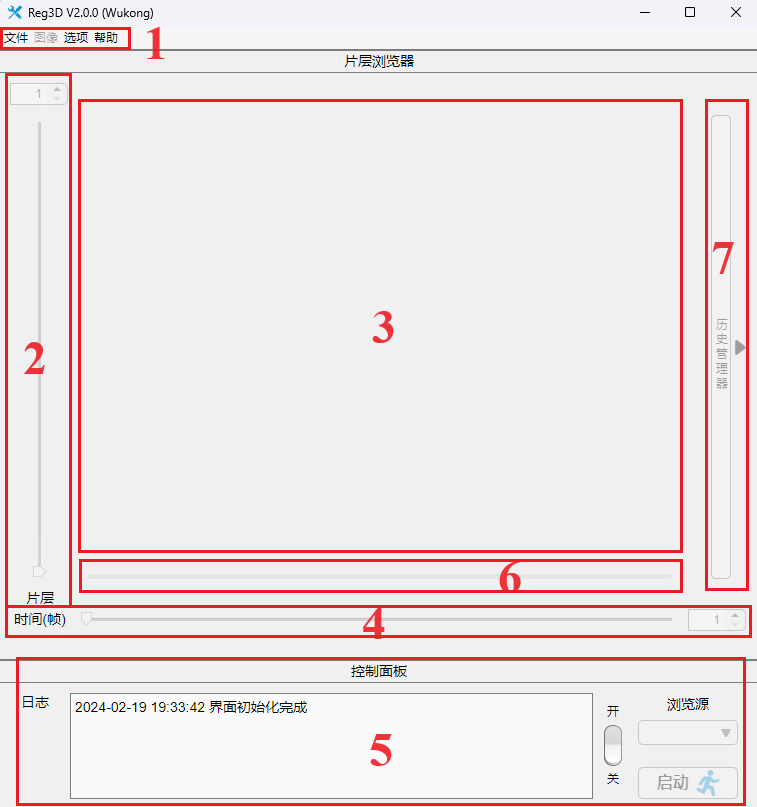 Reg3D V2.0.0 (Wukong)
文件 图像 选项 帮助
1
片层浏览器
1
2
3
7
历史管理器
片层
6
时间(帧)
4
1
控制面板
日志
2024-02-19 19:33:42 界面初始化完成
5
开
关
浏览源
启动